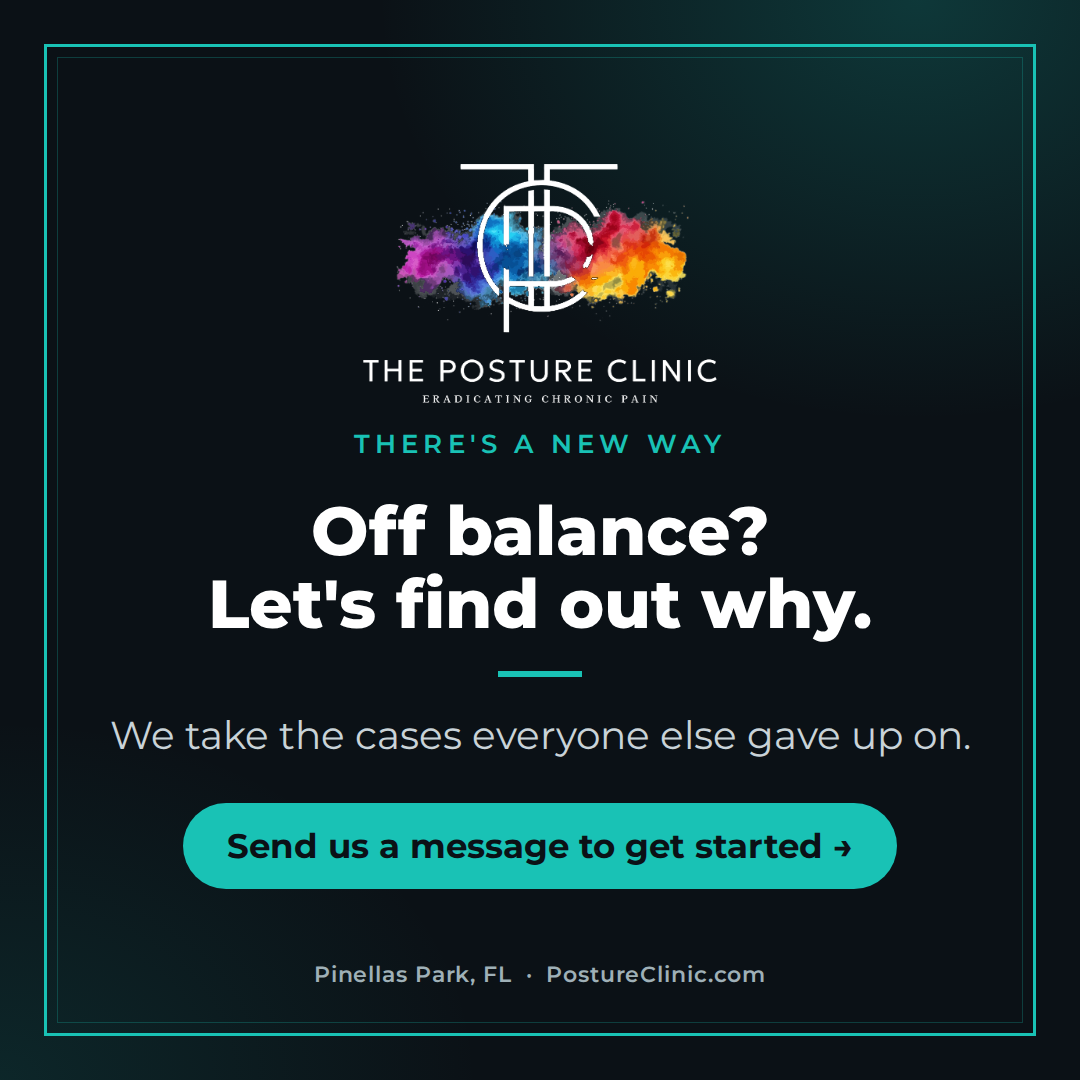 THE POSTURE CLINIC
ERADICATING CHRONIC PAIN
THERE'S A NEW WAY
Off balance?
Let's find out why.
We take the cases everyone else gave up on.
Send us a message to get started →
Pinellas Park, FL · PostureClinic.com